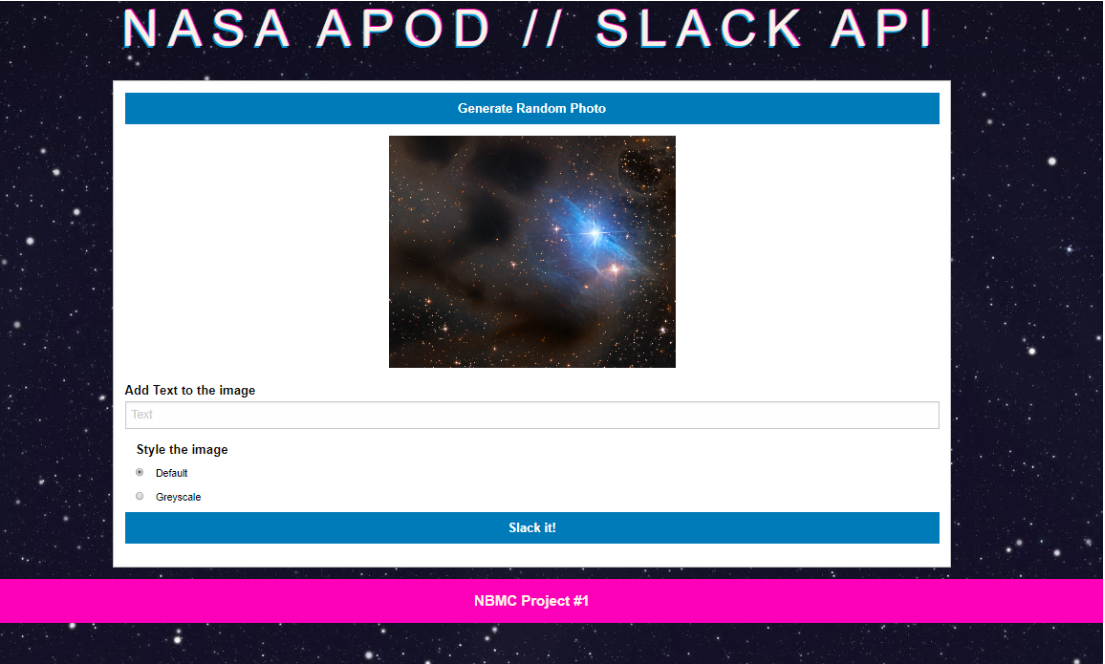 NASA APOD // SLACK API
Generate Random Photo
Add Text to the image
Text
Style the image
Default
Greyscale
Slack it!
NBMC Project #1